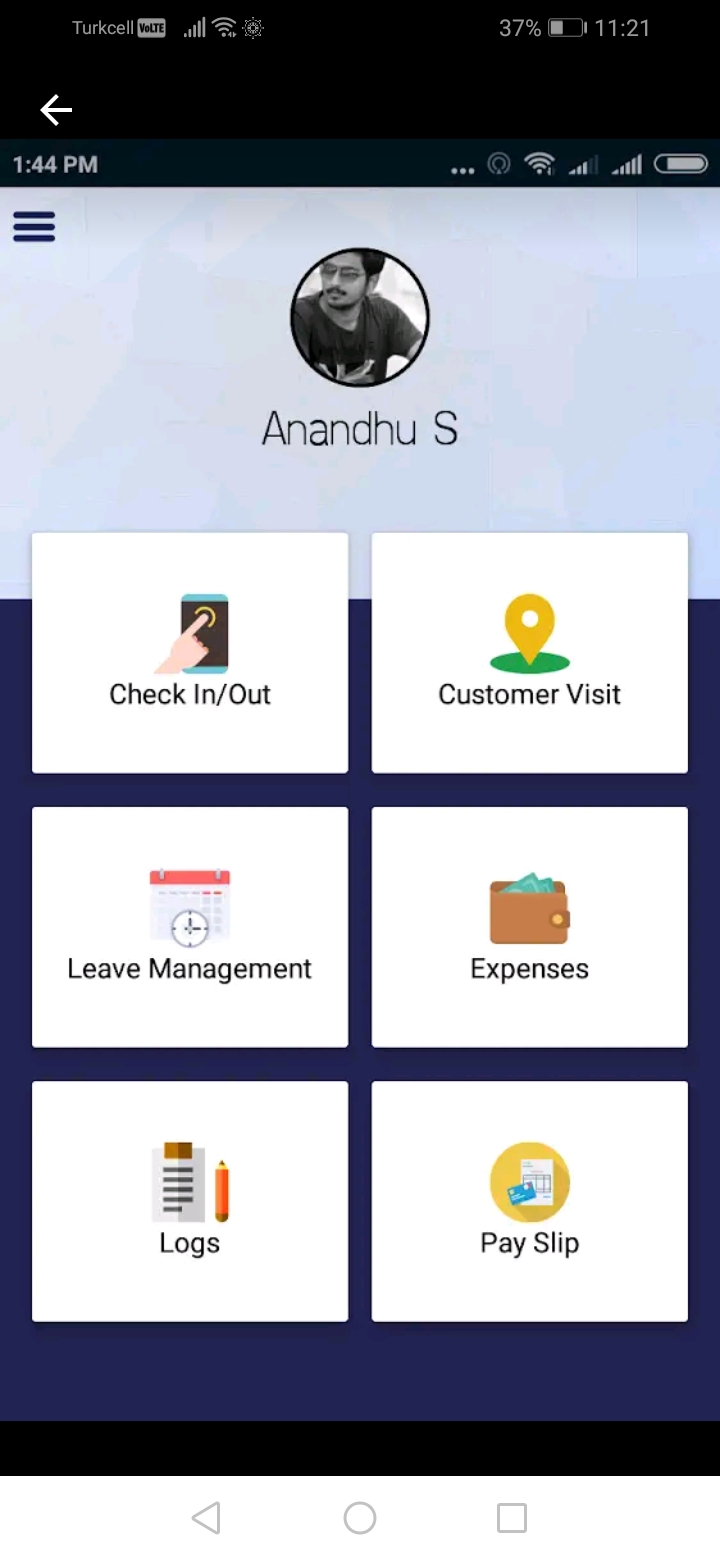 Turkcell VoLTE 37% 11:21
1:44 PM
Anandhu S
Check In/Out
Customer Visit
Leave Management
Expenses
Logs
Pay Slip